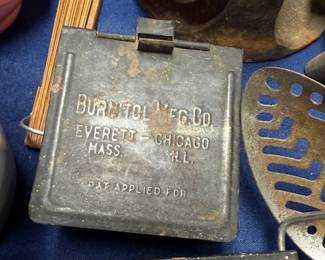 BURNITOL MFG. CO.
EVERETT - CHICAGO
MASS. ILL.
PAT APPLIED FOR